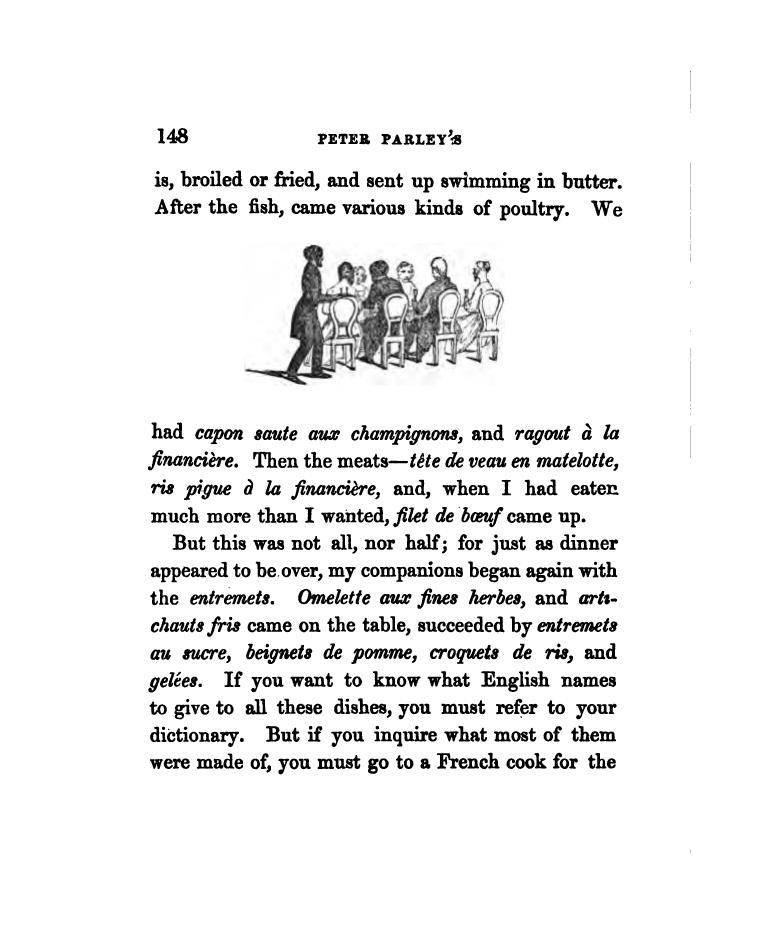 148 PETER PARLEY'S
is, broiled or fried, and sent up swimming in butter.
After the fish, came various kinds of poultry. We
had capon saute aux champignons, and ragout à la
financière. Then the meats—tête de veau en matelotte,
ris pigue à la financière, and, when I had eaten
much more than I wanted, filet de bœuf came up.
But this was not all, nor half; for just as dinner
appeared to be over, my companions began again with
the entremets. Omelette aux fines herbes, and arti-
chauts fris came on the table, succeeded by entremets
au sucre, beignets de pomme, croquets de ris, and
gelées. If you want to know what English names
to give to all these dishes, you must refer to your
dictionary. But if you inquire what most of them
were made of, you must go to a French cook for the